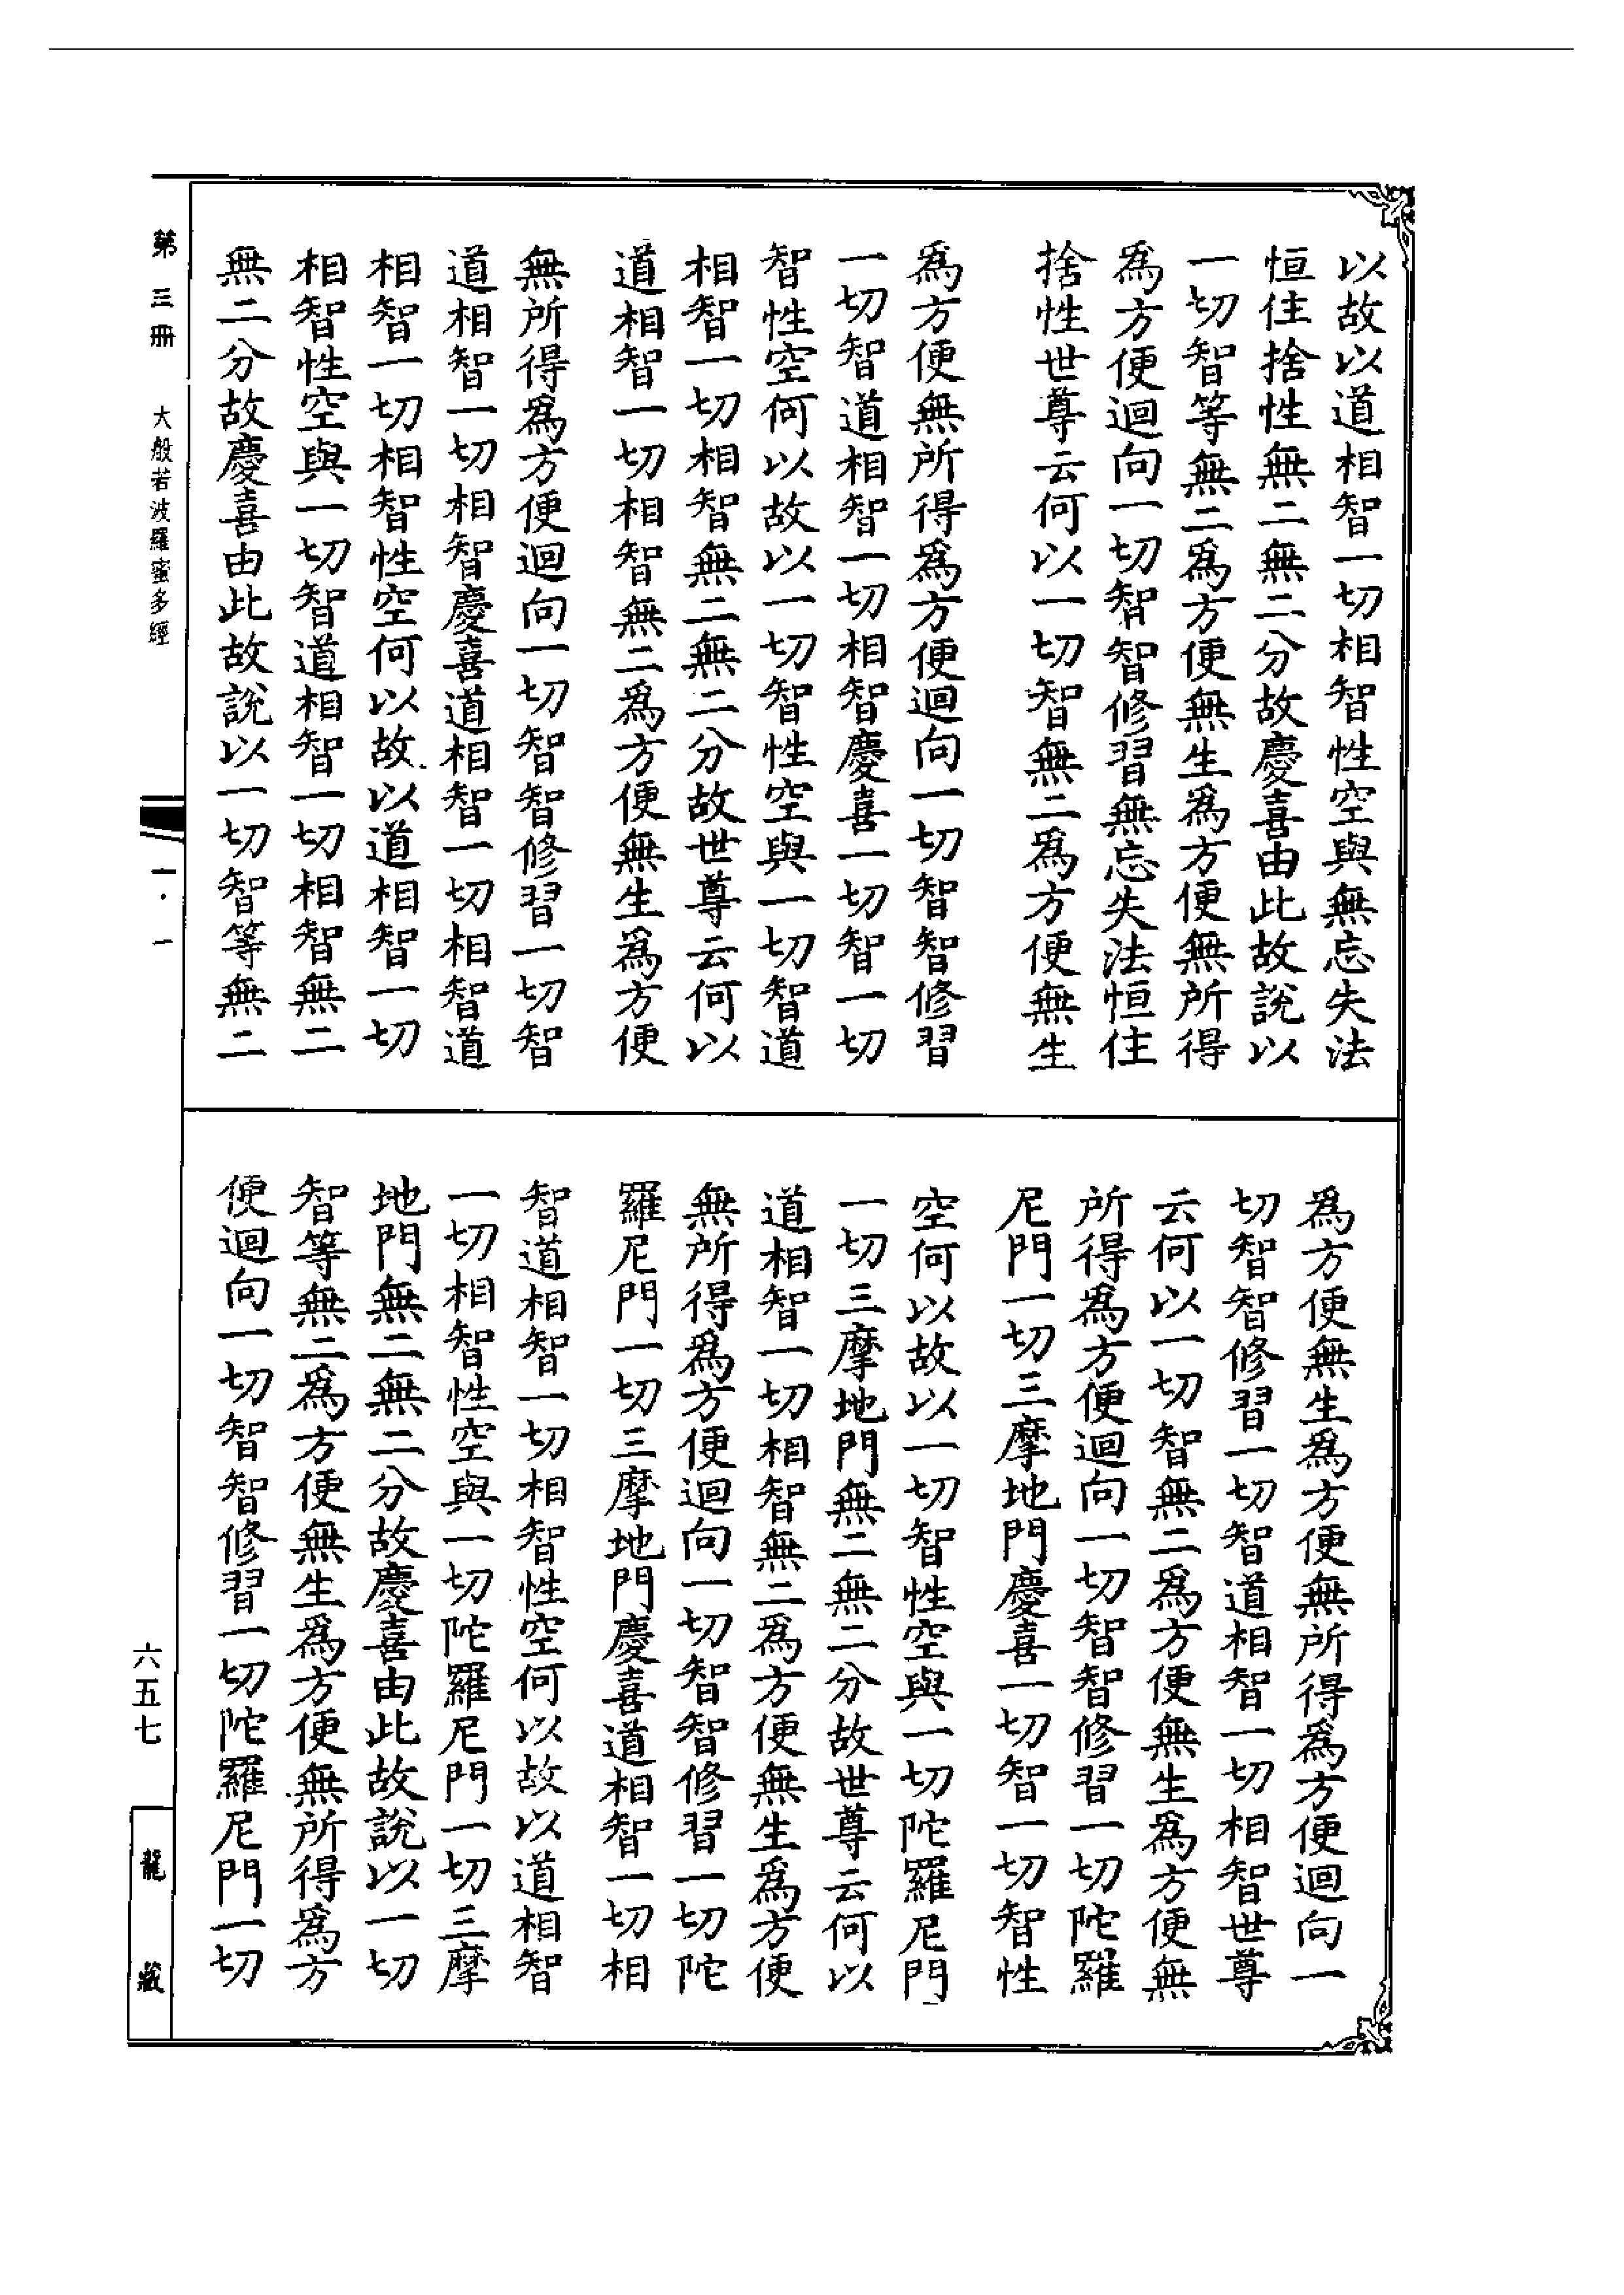 以故以道相智一切相智性空與無忘失法
恒住捨性無二無二分故慶喜由此故說以
一切智等無二爲方便無生爲方便無所得
爲方便迴向一切智智修習無忘失法恒住
捨性世尊云何以一切智無二爲方便無生
爲方便無所得爲方便迴向一切智智修習
一切智道相智一切相智慶喜一切智一切
智性空何以故以一切智性空與一切智道
相智一切相智無二無二分故世尊云何以
道相智一切相智無二爲方便無生爲方便
無所得爲方便迴向一切智智修習一切智
道相智一切相智慶喜道相智一切相智道
相智一切相智性空何以故以道相智一切
相智性空與一切智道相智一切相智無二
無二分故慶喜由此故說以一切智等無二
爲方便無生爲方便無所得爲方便迴向一
切智智修習一切智道相智一切相智世尊
云何以一切智無二爲方便無生爲方便無
所得爲方便迴向一切智智修習一切陀羅
尼門一切三摩地門慶喜一切智一切智性
空何以故以一切智性空與一切陀羅尼門
一切三摩地門無二無二分故世尊云何以
道相智一切相智無二爲方便無生爲方便
無所得爲方便迴向一切智智修習一切陀
羅尼門一切三摩地門慶喜道相智一切相
智道相智一切相智性空何以故以道相智
一切相智性空與一切陀羅尼門一切三摩
地門無二無二分故慶喜由此故說以一切
智等無二爲方便無生爲方便無所得爲方
便迴向一切智智修習一切陀羅尼門一切
第三冊 大般若波羅蜜多經 一·一
六五七
龍藏